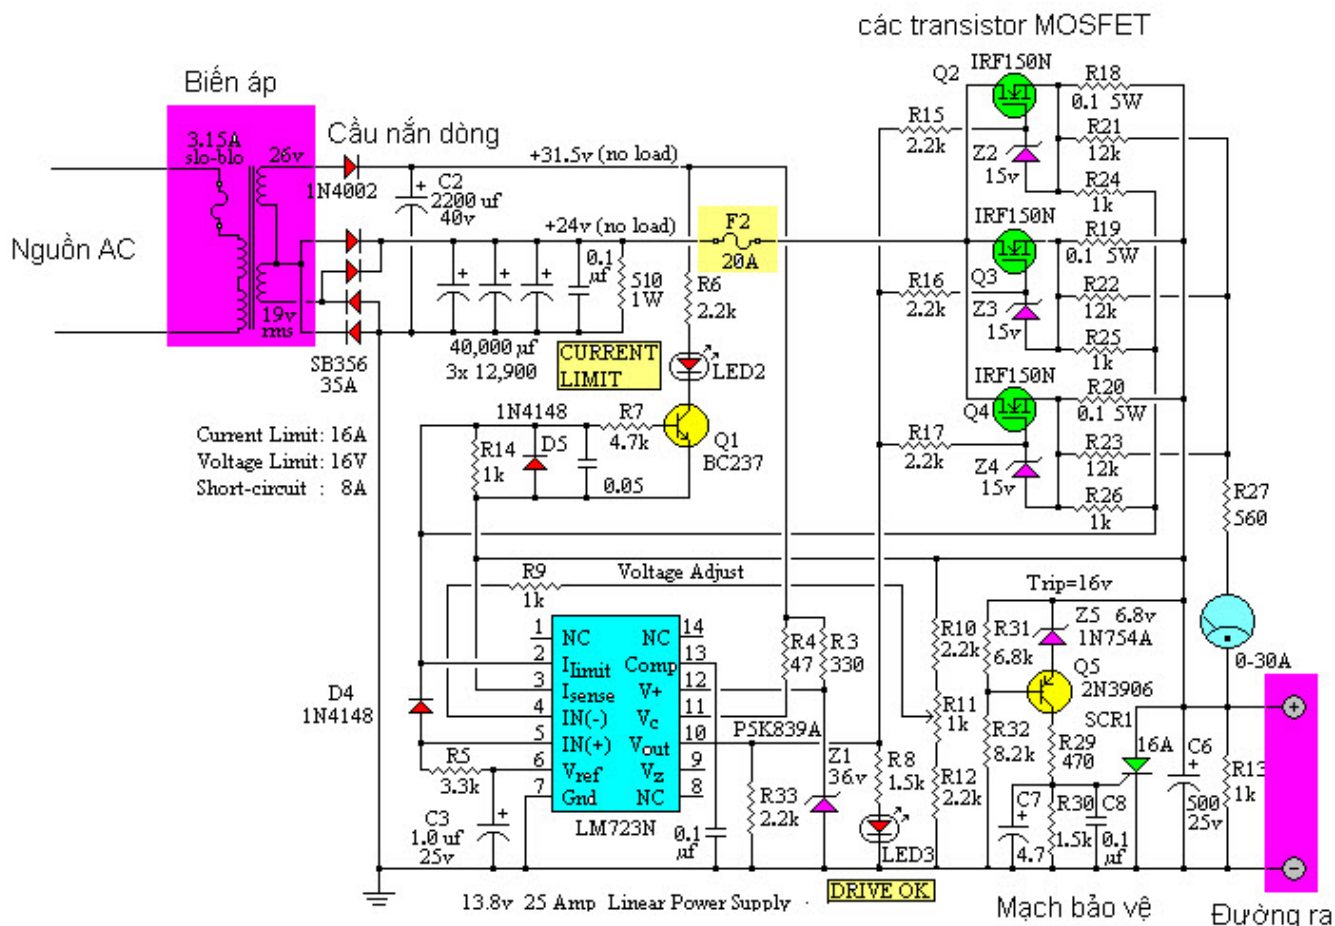 các transistor MOSFET
Biến áp
Cầu nắn dòng
Nguồn AC
3.15A
slo-blo
26v
1N4002
+31.5v (no load)
C2
2200 uf
40v
+24v (no load)
F2
20A
0.1
µf
510
1W
R6
2.2k
19v
rms
SB356
35A
40,000 µf
3x 12,900
CURRENT
LIMIT
LED2
Current Limit: 16A
Voltage Limit: 16V
Short-circuit : 8A
1N4148
R14
1k
D5
R7
4.7k
0.05
Q1
BC237
Q2
IRF150N
R18
0.1 5W
R15
2.2k
Z2
15v
R21
12k
R24
1k
IRF150N
R19
0.1 5W
Q3
R16
2.2k
Z3
15v
R22
12k
R25
1k
IRF150N
R20
0.1 5W
Q4
R17
2.2k
Z4
15v
R23
12k
R26
1k
R27
560
0-30A
R9
1k
Voltage Adjust
Trip=16v
1
2
3
4
5
6
7
NC
Ilimit
Isense
IN(-)
IN(+)
Vref
Gnd
NC
Comp
V+
Vc
Vout
Vz
NC
14
13
12
11
10
9
8
LM723N
D4
1N4148
R5
3.3k
C3
1.0 uf
25v
0.1
µf
R4
47
R3
330
P5K839A
R33
2.2k
Z1
36v
R8
1.5k
LED3
DRIVE OK
R10
2.2k
R11
1k
R12
2.2k
R31
6.8k
R32
8.2k
Z5 6.8v
1N754A
Q5
2N3906
R29
470
SCR1
16A
C7
4.7
R30
1.5k
C8
0.1
µf
C6
500
25v
R13
1k
13.8v 25 Amp Linear Power Supply
Mạch bảo vệ
Đường ra